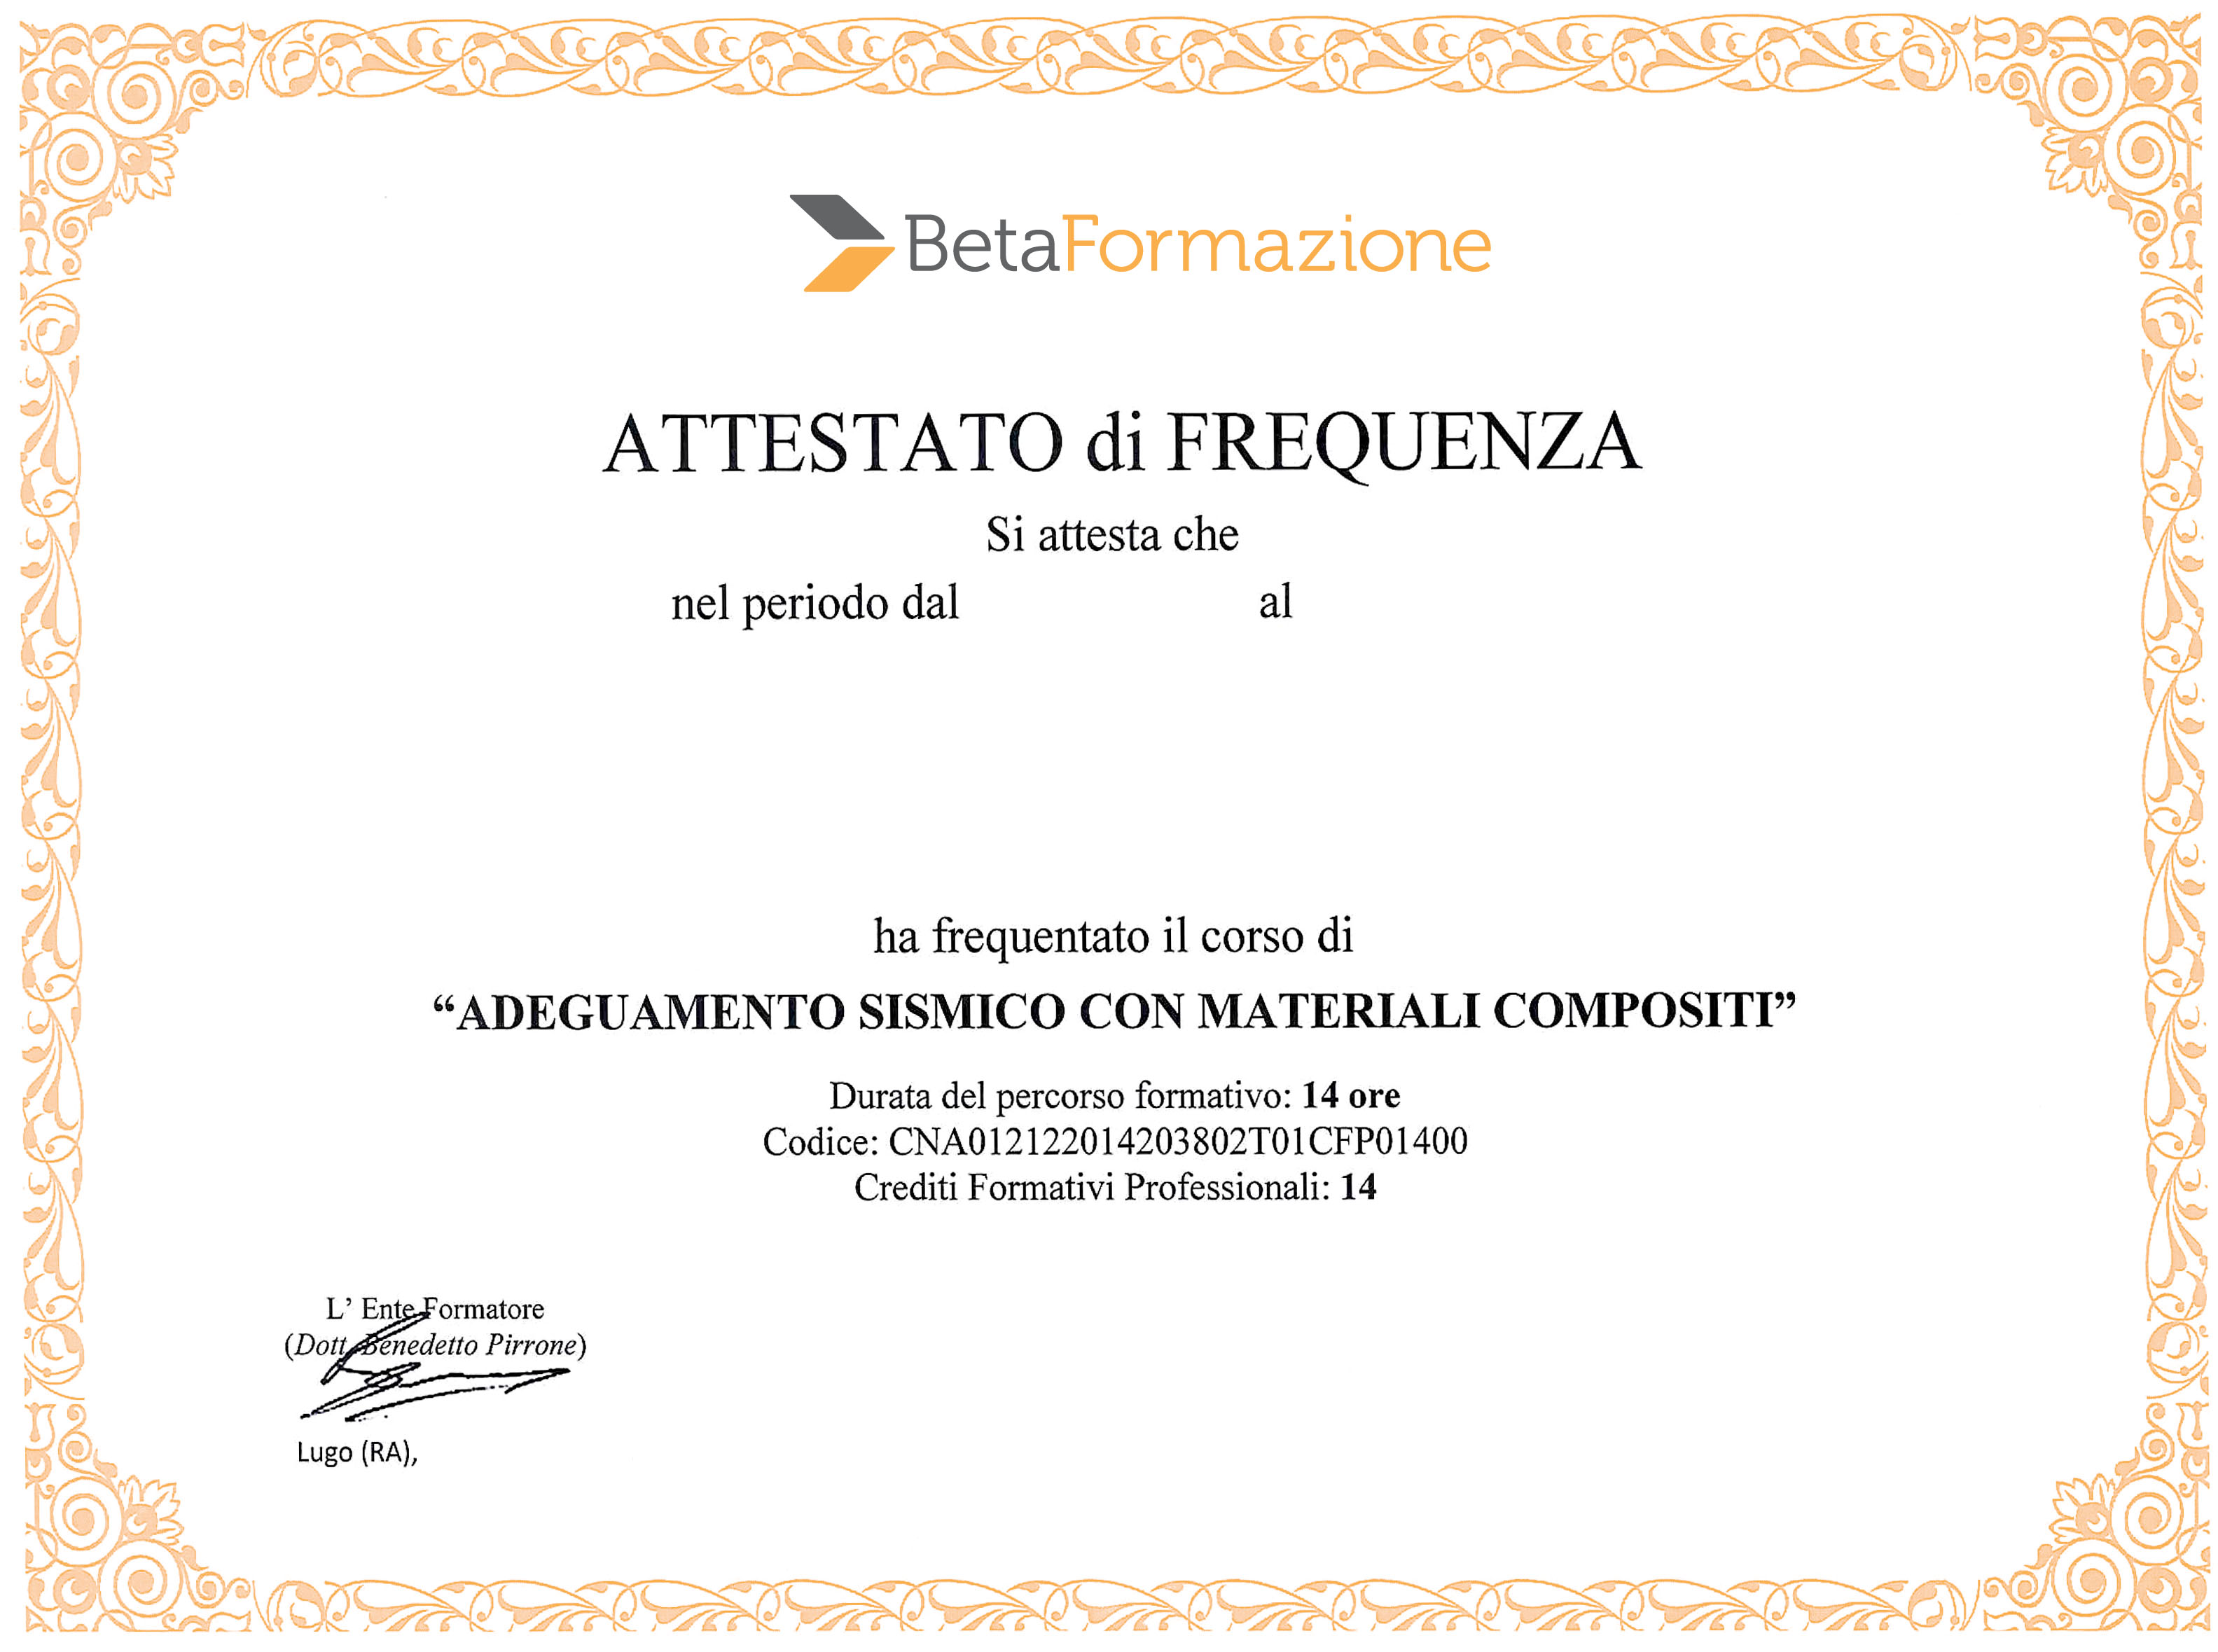 BetaFormazione
ATTESTATO di FREQUENZA
Si attesta che
nel periodo dal al
ha frequentato il corso di
“ADEGUAMENTO SISMICO CON MATERIALI COMPOSITI”
Durata del percorso formativo: 14 ore
Codice: CNA012122014203802T01CFP01400
Crediti Formativi Professionali: 14
L’ Ente Formatore
(Dott. Benedetto Pirrone)
Lugo (RA),